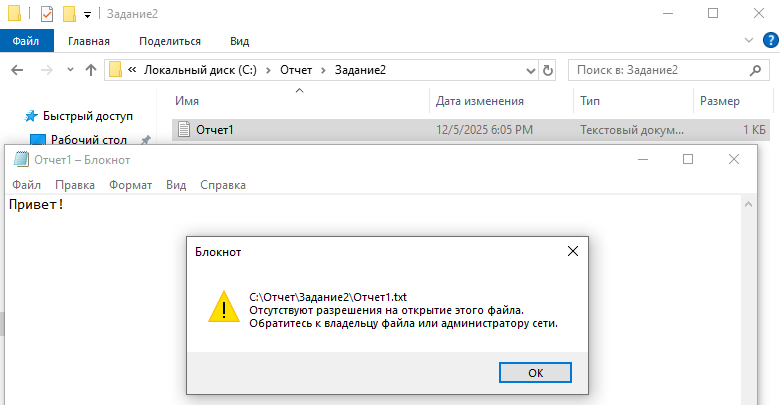 Задание2
Файл Главная Поделиться Вид
« Локальный диск (C:) > Отчет > Задание2 Поиск в: Задание2
Имя Дата изменения Тип Размер
Быстрый доступ
Рабочий стол
Отчет1 12/5/2025 6:05 PM Текстовый докум... 1 КБ
Отчет1 – Блокнот
Файл Правка Формат Вид Справка
Привет!
Блокнот
C:\Отчет\Задание2\Отчет1.txt
Отсутствуют разрешения на открытие этого файла.
Обратитесь к владельцу файла или администратору сети.
ОК